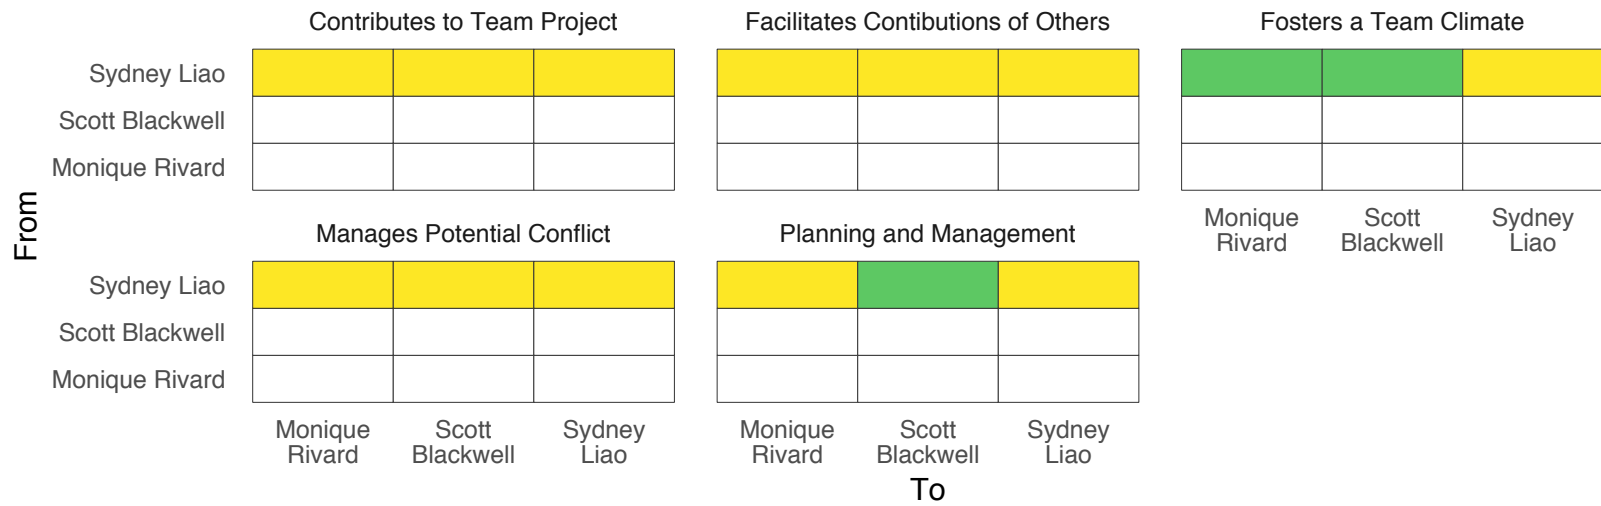 Contributes to Team Project
Facilitates Contibutions of Others
Fosters a Team Climate
Sydney Liao
Scott Blackwell
Monique Rivard
Monique
Rivard
Scott
Blackwell
Sydney
Liao
From
Manages Potential Conflict
Planning and Management
Sydney Liao
Scott Blackwell
Monique Rivard
Monique
Rivard
Scott
Blackwell
Sydney
Liao
Monique
Rivard
Scott
Blackwell
Sydney
Liao
To